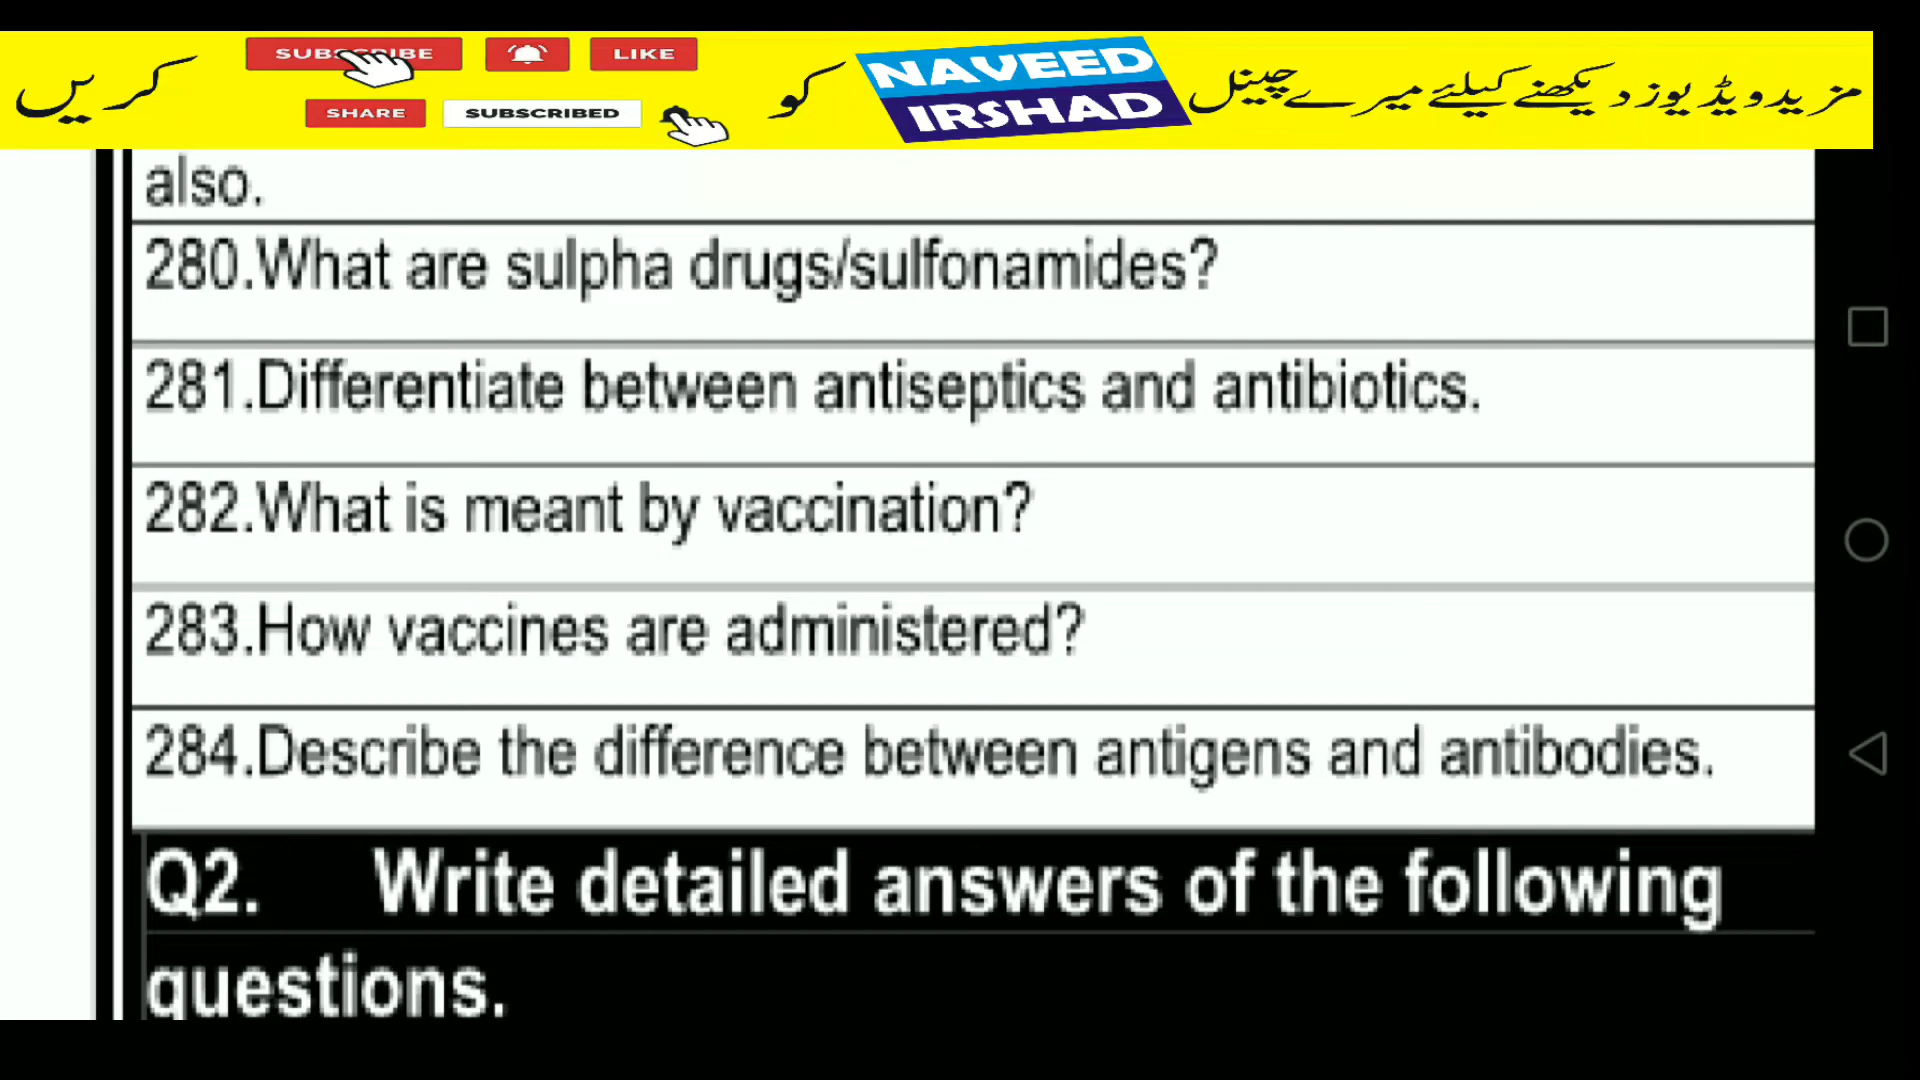 مزید ویڈیوز دیکھنے کیلئے میرے چینل NAVEED IRSHAD کو SUBSCRIBE LIKE SHARE SUBSCRIBED کریں
also.
280.What are sulpha drugs/sulfonamides?
281.Differentiate between antiseptics and antibiotics.
282.What is meant by vaccination?
283.How vaccines are administered?
284.Describe the difference between antigens and antibodies.
Q2. Write detailed answers of the following
questions.